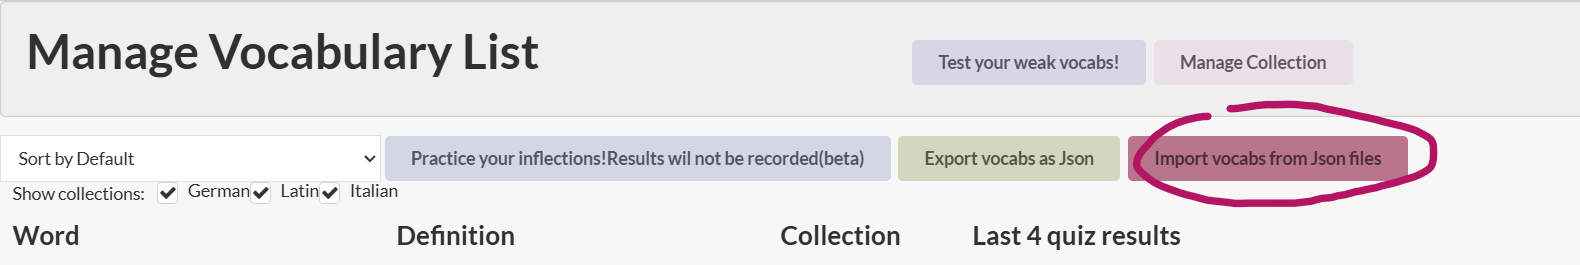 Manage Vocabulary List
Test your weak vocabs!
Manage Collection
Sort by Default
Practice your inflections!Results wil not be recorded(beta)
Export vocabs as Json
Import vocabs from Json files
Show collections: German Latin Italian
Word Definition Collection Last 4 quiz results